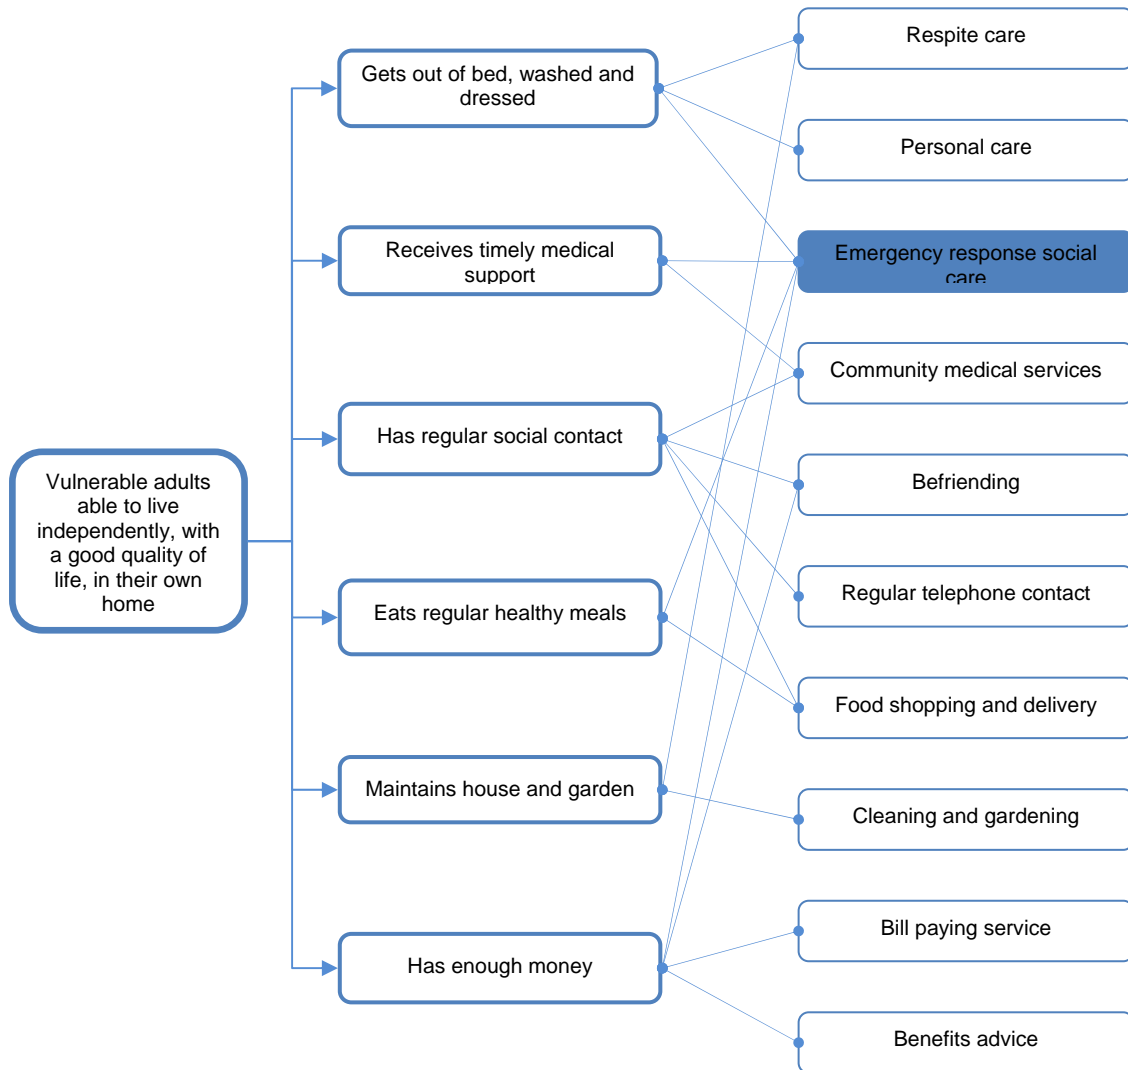 Vulnerable adults
able to live
independently, with
a good quality of
life, in their own
home
Gets out of bed, washed and
dressed
Receives timely medical
support
Has regular social contact
Eats regular healthy meals
Maintains house and garden
Has enough money
Respite care
Personal care
Emergency response social
care
Community medical services
Befriending
Regular telephone contact
Food shopping and delivery
Cleaning and gardening
Bill paying service
Benefits advice